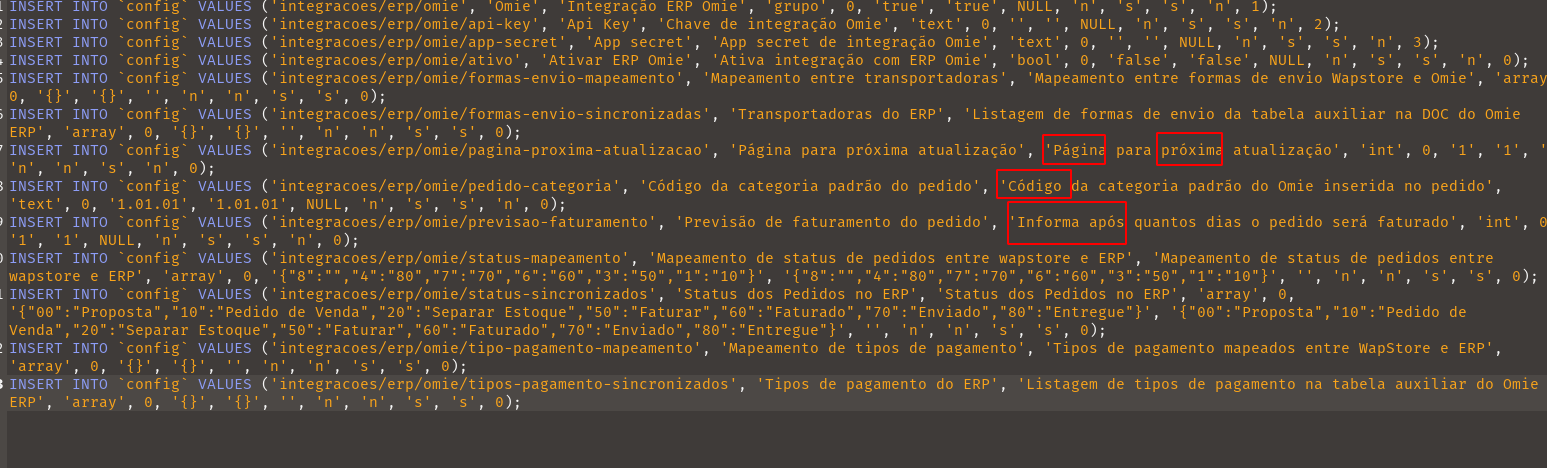 INSERT INTO `config` VALUES ('integracoes/erp/omie', 'Omie', 'Integração ERP Omie', 'grupo', 0, 'true', 'true', NULL, 'n', 's', 's', 'n', 1);
INSERT INTO `config` VALUES ('integracoes/erp/omie/api-key', 'Api Key', 'Chave de integração Omie', 'text', 0, '', '', NULL, 'n', 's', 's', 'n', 2);
3 INSERT INTO `config` VALUES ('integracoes/erp/omie/app-secret', 'App secret', 'App secret de integração Omie', 'text', 0, '', '', NULL, 'n', 's', 's', 'n', 3);
4 INSERT INTO `config` VALUES ('integracoes/erp/omie/ativo', 'Ativar ERP Omie', 'Ativa integração com ERP Omie', 'bool', 0, 'false', 'false', NULL, 'n', 's', 's', 'n', 0);
5 INSERT INTO `config` VALUES ('integracoes/erp/omie/formas-envio-mapeamento', 'Mapeamento entre transportadoras', 'Mapeamento entre formas de envio Wapstore e Omie', 'array
0, '{}', '{}', '', 'n', 'n', 's', 's', 0);
INSERT INTO `config` VALUES ('integracoes/erp/omie/formas-envio-sincronizadas', 'Transportadoras do ERP', 'Listagem de formas de envio da tabela auxiliar na DOC do Omie
ERP', 'array', 0, '{}', '{}', '', 'n', 'n', 's', 's', 0);
7 INSERT INTO `config` VALUES ('integracoes/erp/omie/pagina-proxima-atualizacao', 'Página para próxima atualização', 'Página para próxima atualização', 'int', 0, '1', '1', '
'n', 'n', 's', 'n', 0);
8 INSERT INTO `config` VALUES ('integracoes/erp/omie/pedido-categoria', 'Código da categoria padrão do pedido', 'Código da categoria padrão do Omie inserida no pedido',
'text', 0, '1.01.01', '1.01.01', NULL, 'n', 's', 's', 'n', 0);
9 INSERT INTO `config` VALUES ('integracoes/erp/omie/previsao-faturamento', 'Previsão de faturamento do pedido', 'Informa após quantos dias o pedido será faturado', 'int', 0
'1', '1', NULL, 'n', 's', 's', 'n', 0);
0 INSERT INTO `config` VALUES ('integracoes/erp/omie/status-mapeamento', 'Mapeamento de status de pedidos entre wapstore e ERP', 'Mapeamento de status de pedidos entre
wapstore e ERP', 'array', 0, '{"8":"","4":"80","7":"70","6":"60","3":"50","1":"10"}', '{"8":"","4":"80","7":"70","6":"60","3":"50","1":"10"}', '', 'n', 'n', 's', 's', 0);
1 INSERT INTO `config` VALUES ('integracoes/erp/omie/status-sincronizados', 'Status dos Pedidos no ERP', 'Status dos Pedidos no ERP', 'array', 0,
'{"00":"Proposta","10":"Pedido de Venda","20":"Separar Estoque","50":"Faturar","60":"Faturado","70":"Enviado","80":"Entregue"}', '{"00":"Proposta","10":"Pedido de
Venda","20":"Separar Estoque","50":"Faturar","60":"Faturado","70":"Enviado","80":"Entregue"}', '', 'n', 'n', 's', 's', 0);
2 INSERT INTO `config` VALUES ('integracoes/erp/omie/tipo-pagamento-mapeamento', 'Mapeamento de tipos de pagamento', 'Tipos de pagamento mapeados entre WapStore e ERP',
'array', 0, '{}', '{}', '', 'n', 'n', 's', 's', 0);
3 INSERT INTO `config` VALUES ('integracoes/erp/omie/tipos-pagamento-sincronizados', 'Tipos de pagamento do ERP', 'Listagem de tipos de pagamento na tabela auxiliar do Omie
ERP', 'array', 0, '{}', '{}', '', 'n', 'n', 's', 's', 0);